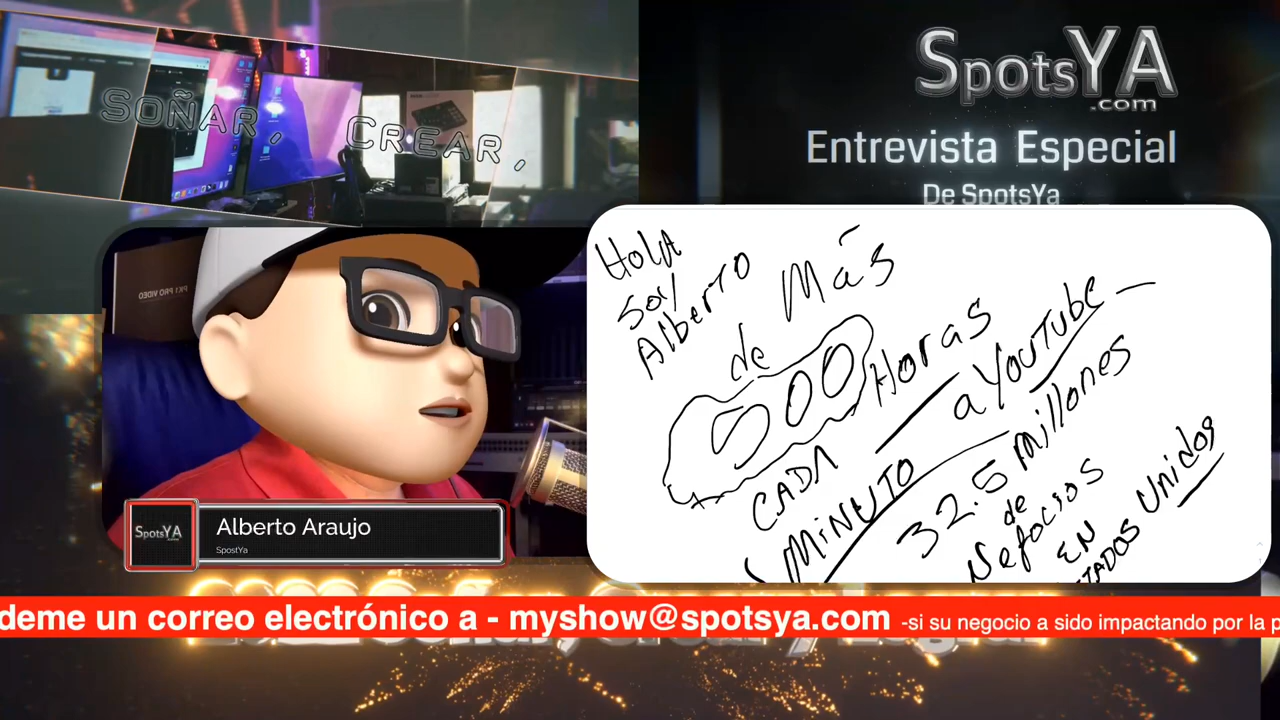 SOÑAR, CREAR,
SpotsYA
.com
Entrevista Especial
De SpotsYa
HolA
Soy
AlberTO
Más
de
500 Horas
CADA
MiNUTO
a YouTube -
32.5 millones
de
Nefocios
EN
TADOS Unidos
SpotsYA
Alberto Araujo
SpostYa
deme un correo electrónico a - myshow@spotsya.com -si su negocio a sido impactando por la p